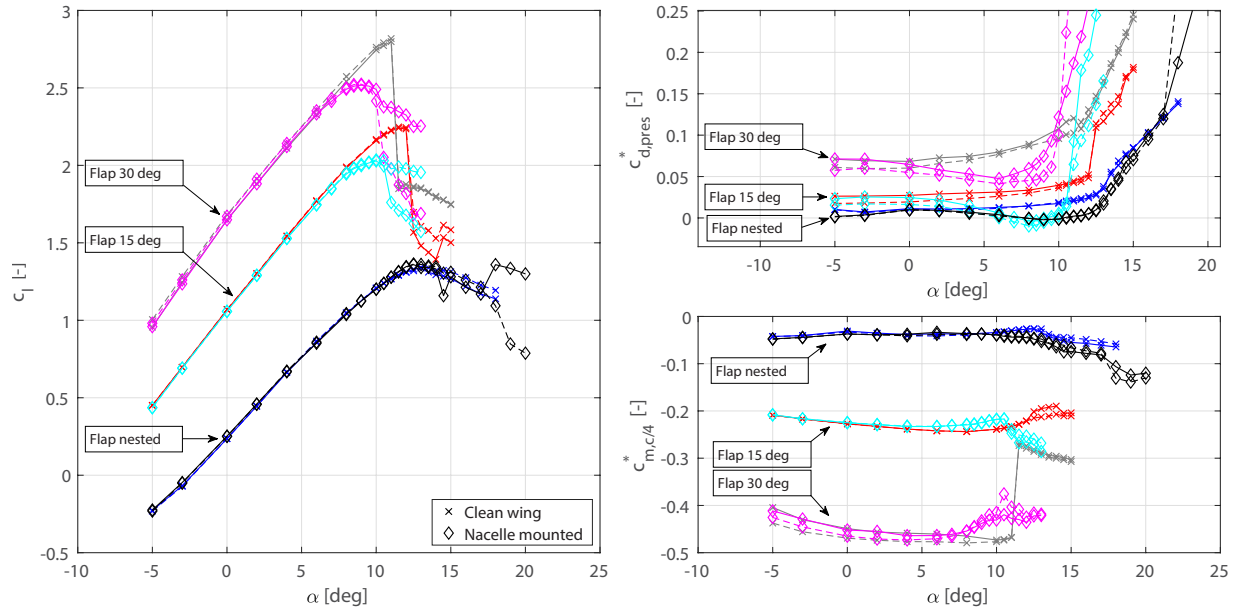 3
2.5
2
1.5
1
0.5
0
-0.5
-10
-5
0
5
10
15
20
25
c_l [-]
α [deg]
Flap 30 deg
Flap 15 deg
Flap nested
Clean wing
Nacelle mounted
0.25
0.2
0.15
0.1
0.05
0
-10
-5
0
5
10
15
20
c*_d,pres [-]
α [deg]
Flap 30 deg
Flap 15 deg
Flap nested
0
-0.1
-0.2
-0.3
-0.4
-0.5
-10
-5
0
5
10
15
20
25
c*_m,c/4 [-]
α [deg]
Flap nested
Flap 15 deg
Flap 30 deg